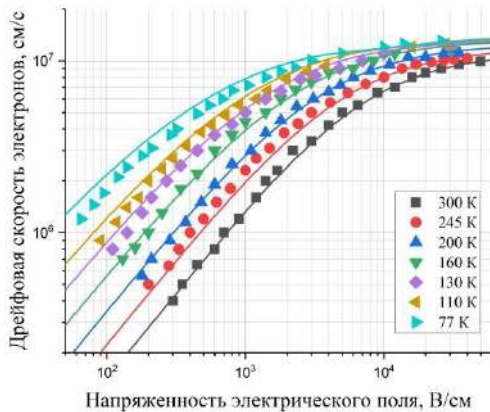 10⁷
10⁶
Дрейфовая скорость электронов, см/с
300 К
245 К
200 К
160 К
130 К
110 К
77 К
10²
10³
10⁴
Напряженность электрического поля, В/см